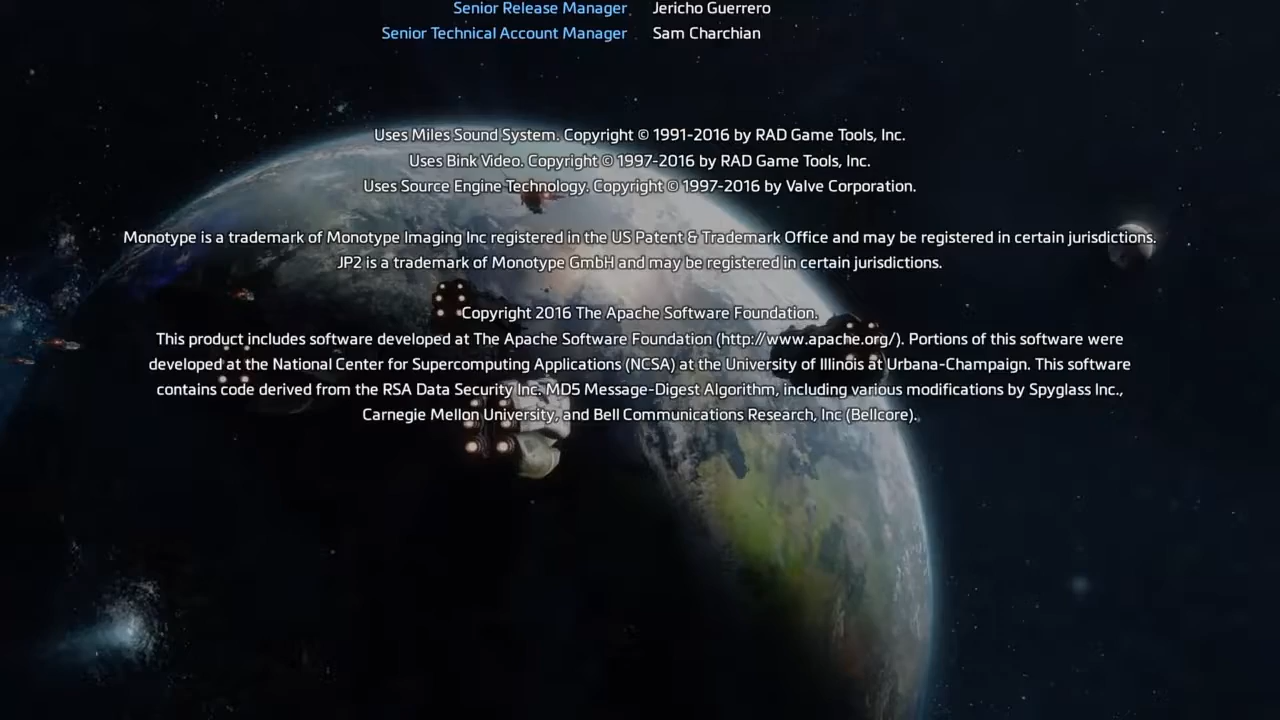 Senior Release Manager Jericho Guerrero
Senior Technical Account Manager Sam Charchian
Uses Miles Sound System. Copyright © 1991-2016 by RAD Game Tools, Inc.
Uses Bink Video. Copyright © 1997-2016 by RAD Game Tools, Inc.
Uses Source Engine Technology. Copyright © 1997-2016 by Valve Corporation.
Monotype is a trademark of Monotype Imaging Inc registered in the US Patent & Trademark Office and may be registered in certain jurisdictions.
JP2 is a trademark of Monotype GmbH and may be registered in certain jurisdictions.
Copyright 2016 The Apache Software Foundation.
This product includes software developed at The Apache Software Foundation (http://www.apache.org/). Portions of this software were
developed at the National Center for Supercomputing Applications (NCSA) at the University of Illinois at Urbana-Champaign. This software
contains code derived from the RSA Data Security Inc. MD5 Message-Digest Algorithm, including various modifications by Spyglass Inc.,
Carnegie Mellon University, and Bell Communications Research, Inc (Bellcore).